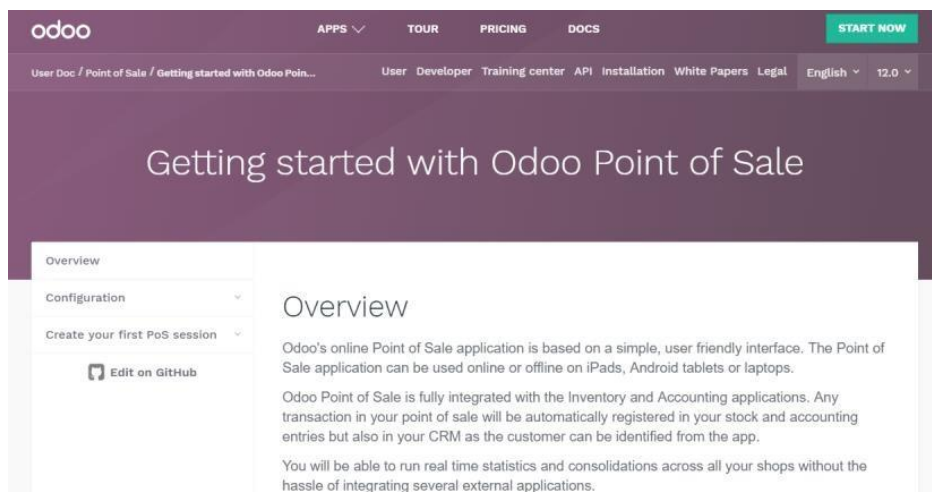 odoo APPS TOUR PRICING DOCS START NOW
User Doc / Point of Sale / Getting started with Odoo Poin... User Developer Training center API Installation White Papers Legal English 12.0
Getting started with Odoo Point of Sale
Overview
Configuration
Create your first PoS session
Edit on GitHub
Overview
Odoo's online Point of Sale application is based on a simple, user friendly interface. The Point of
Sale application can be used online or offline on iPads, Android tablets or laptops.
Odoo Point of Sale is fully integrated with the Inventory and Accounting applications. Any
transaction in your point of sale will be automatically registered in your stock and accounting
entries but also in your CRM as the customer can be identified from the app.
You will be able to run real time statistics and consolidations across all your shops without the
hassle of integrating several external applications.